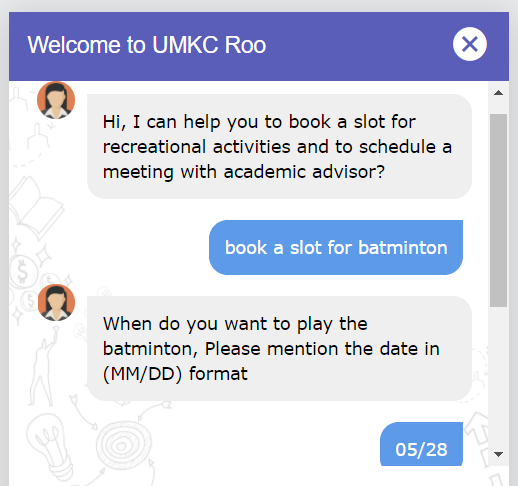 Welcome to UMKC Roo
Hi, I can help you to book a slot for
recreational activities and to schedule a
meeting with academic advisor?
book a slot for batminton
When do you want to play the
batminton, Please mention the date in
(MM/DD) format
05/28